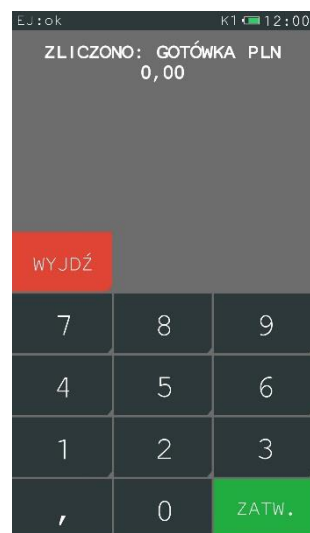 EJ:ok K1 12:00
ZLICZONO: GOTÓWKA PLN
0,00
WYJDŹ
7 8 9
4 5 6
1 2 3
, 0 ZATW.